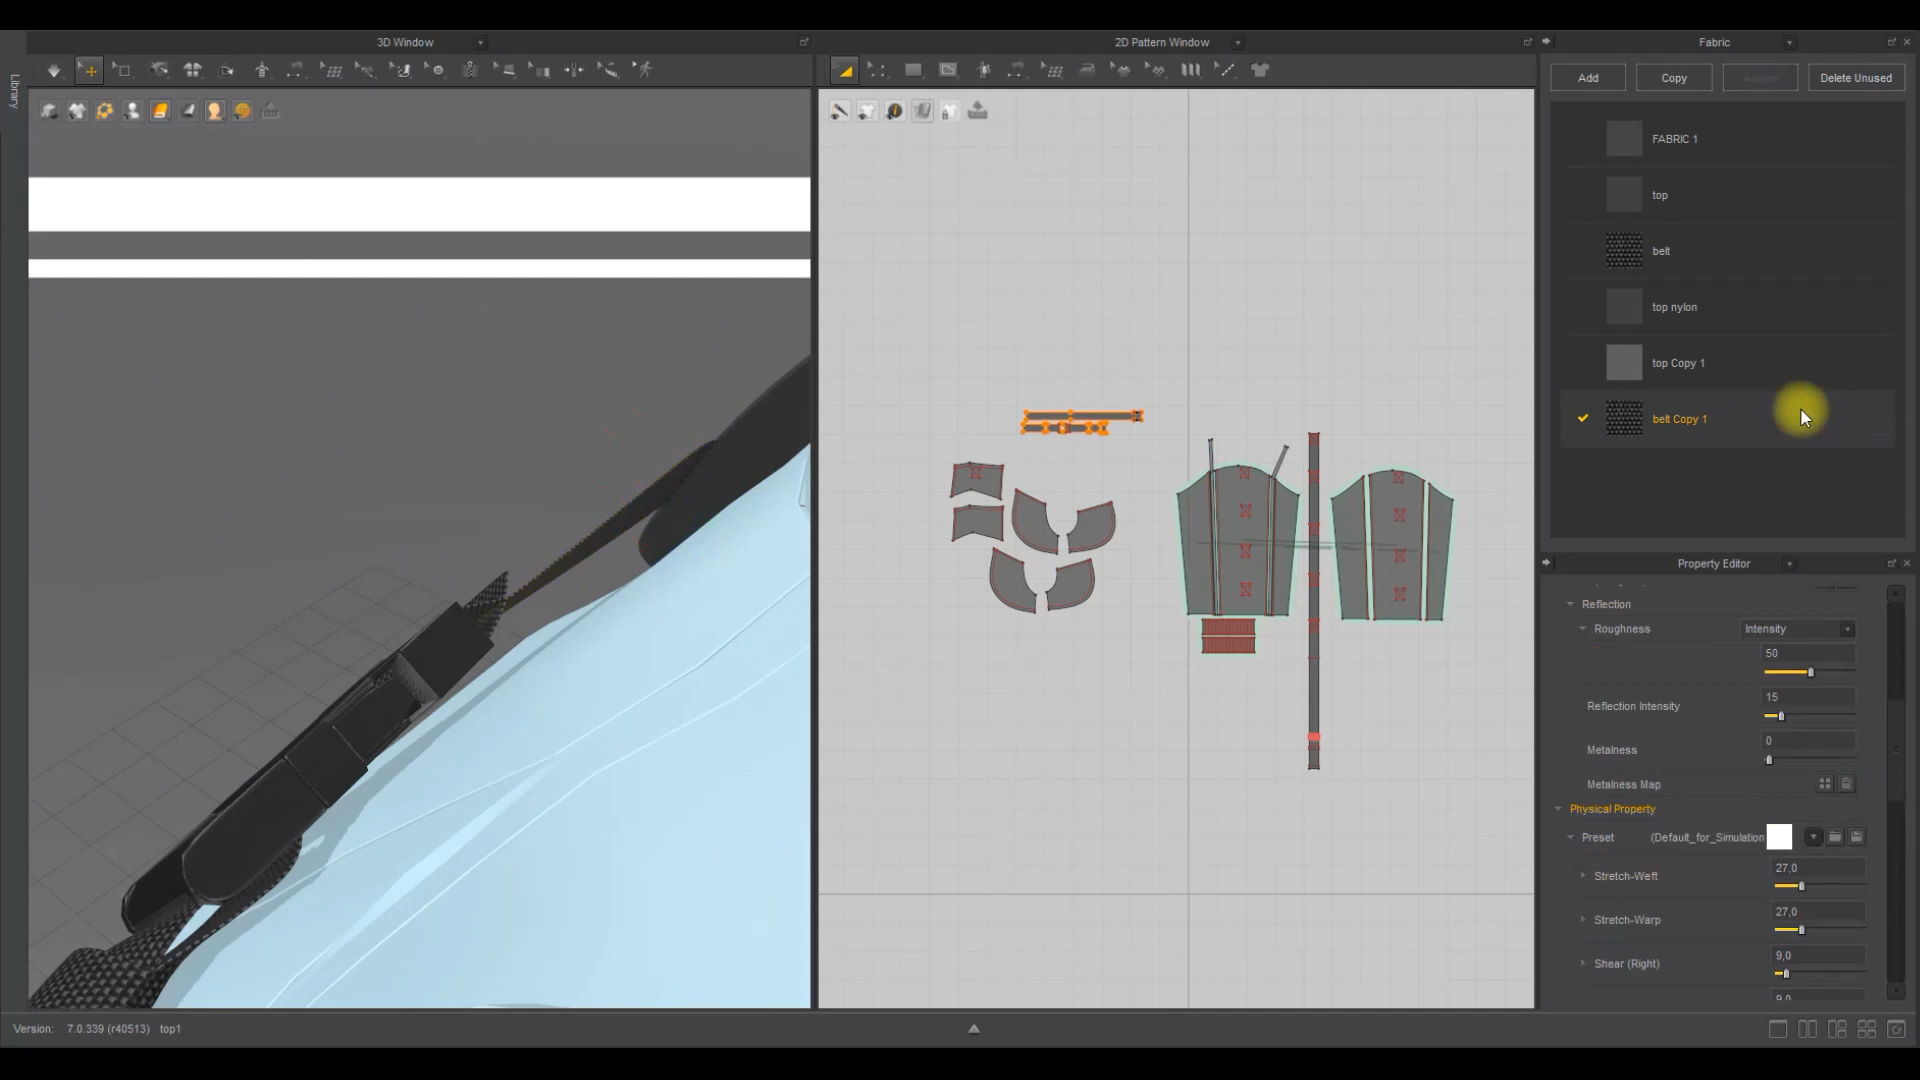 3D Window
2D Pattern Window
Fabric
Library
Add
Copy
Delete Unused
FABRIC 1
top
belt
top nylon
top Copy 1
belt Copy 1
Property Editor
Reflection
Roughness
Intensity
50
Reflection Intensity
15
Metalness
0
Metalness Map
Physical Property
Preset
(Default_for_Simulation
Stretch-Weft
27,0
Stretch-Warp
27,0
Shear (Right)
9,0
9,0
Version: 7.0.339 (r40513) top1